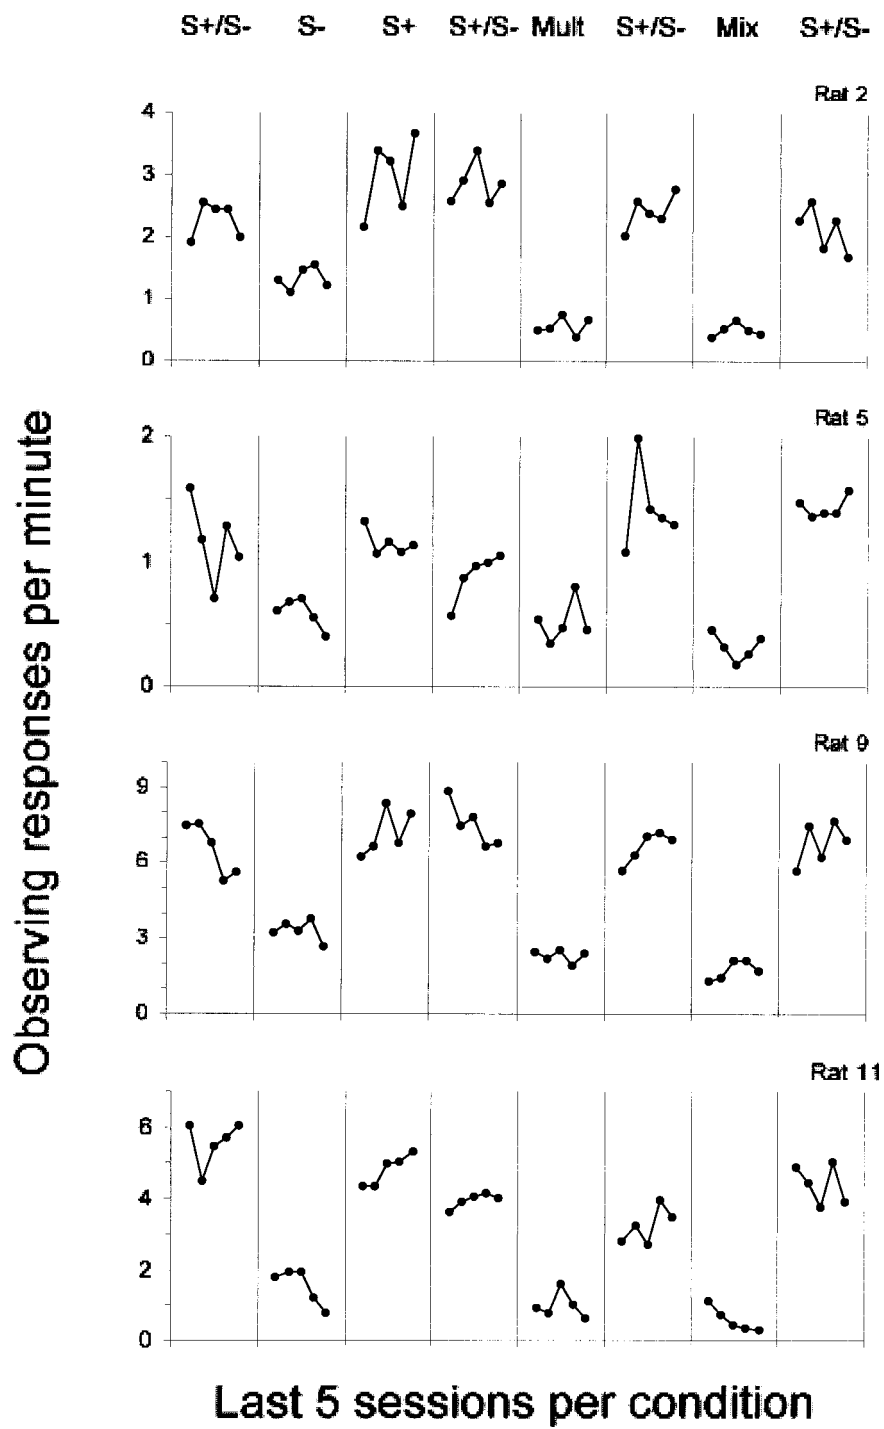 S+/S- S- S+ S+/S- Mult S+/S- Mix S+/S-
Rat 2
4
3
2
1
0
Rat 5
2
1
0
Rat 9
9
6
3
0
Rat 11
6
4
2
0
Observing responses per minute
Last 5 sessions per condition